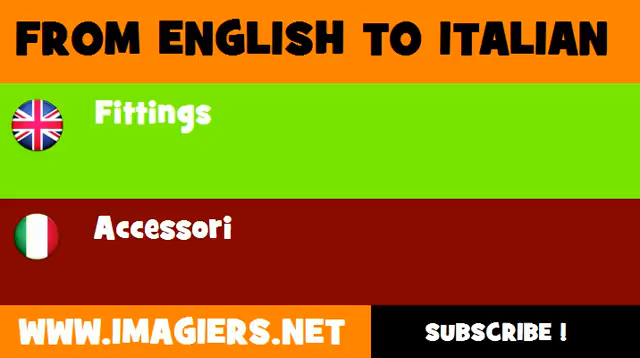 FROM ENGLISH TO ITALIAN
Fittings
Accessori
WWW.IMAGIERS.NET
SUBSCRIBE !